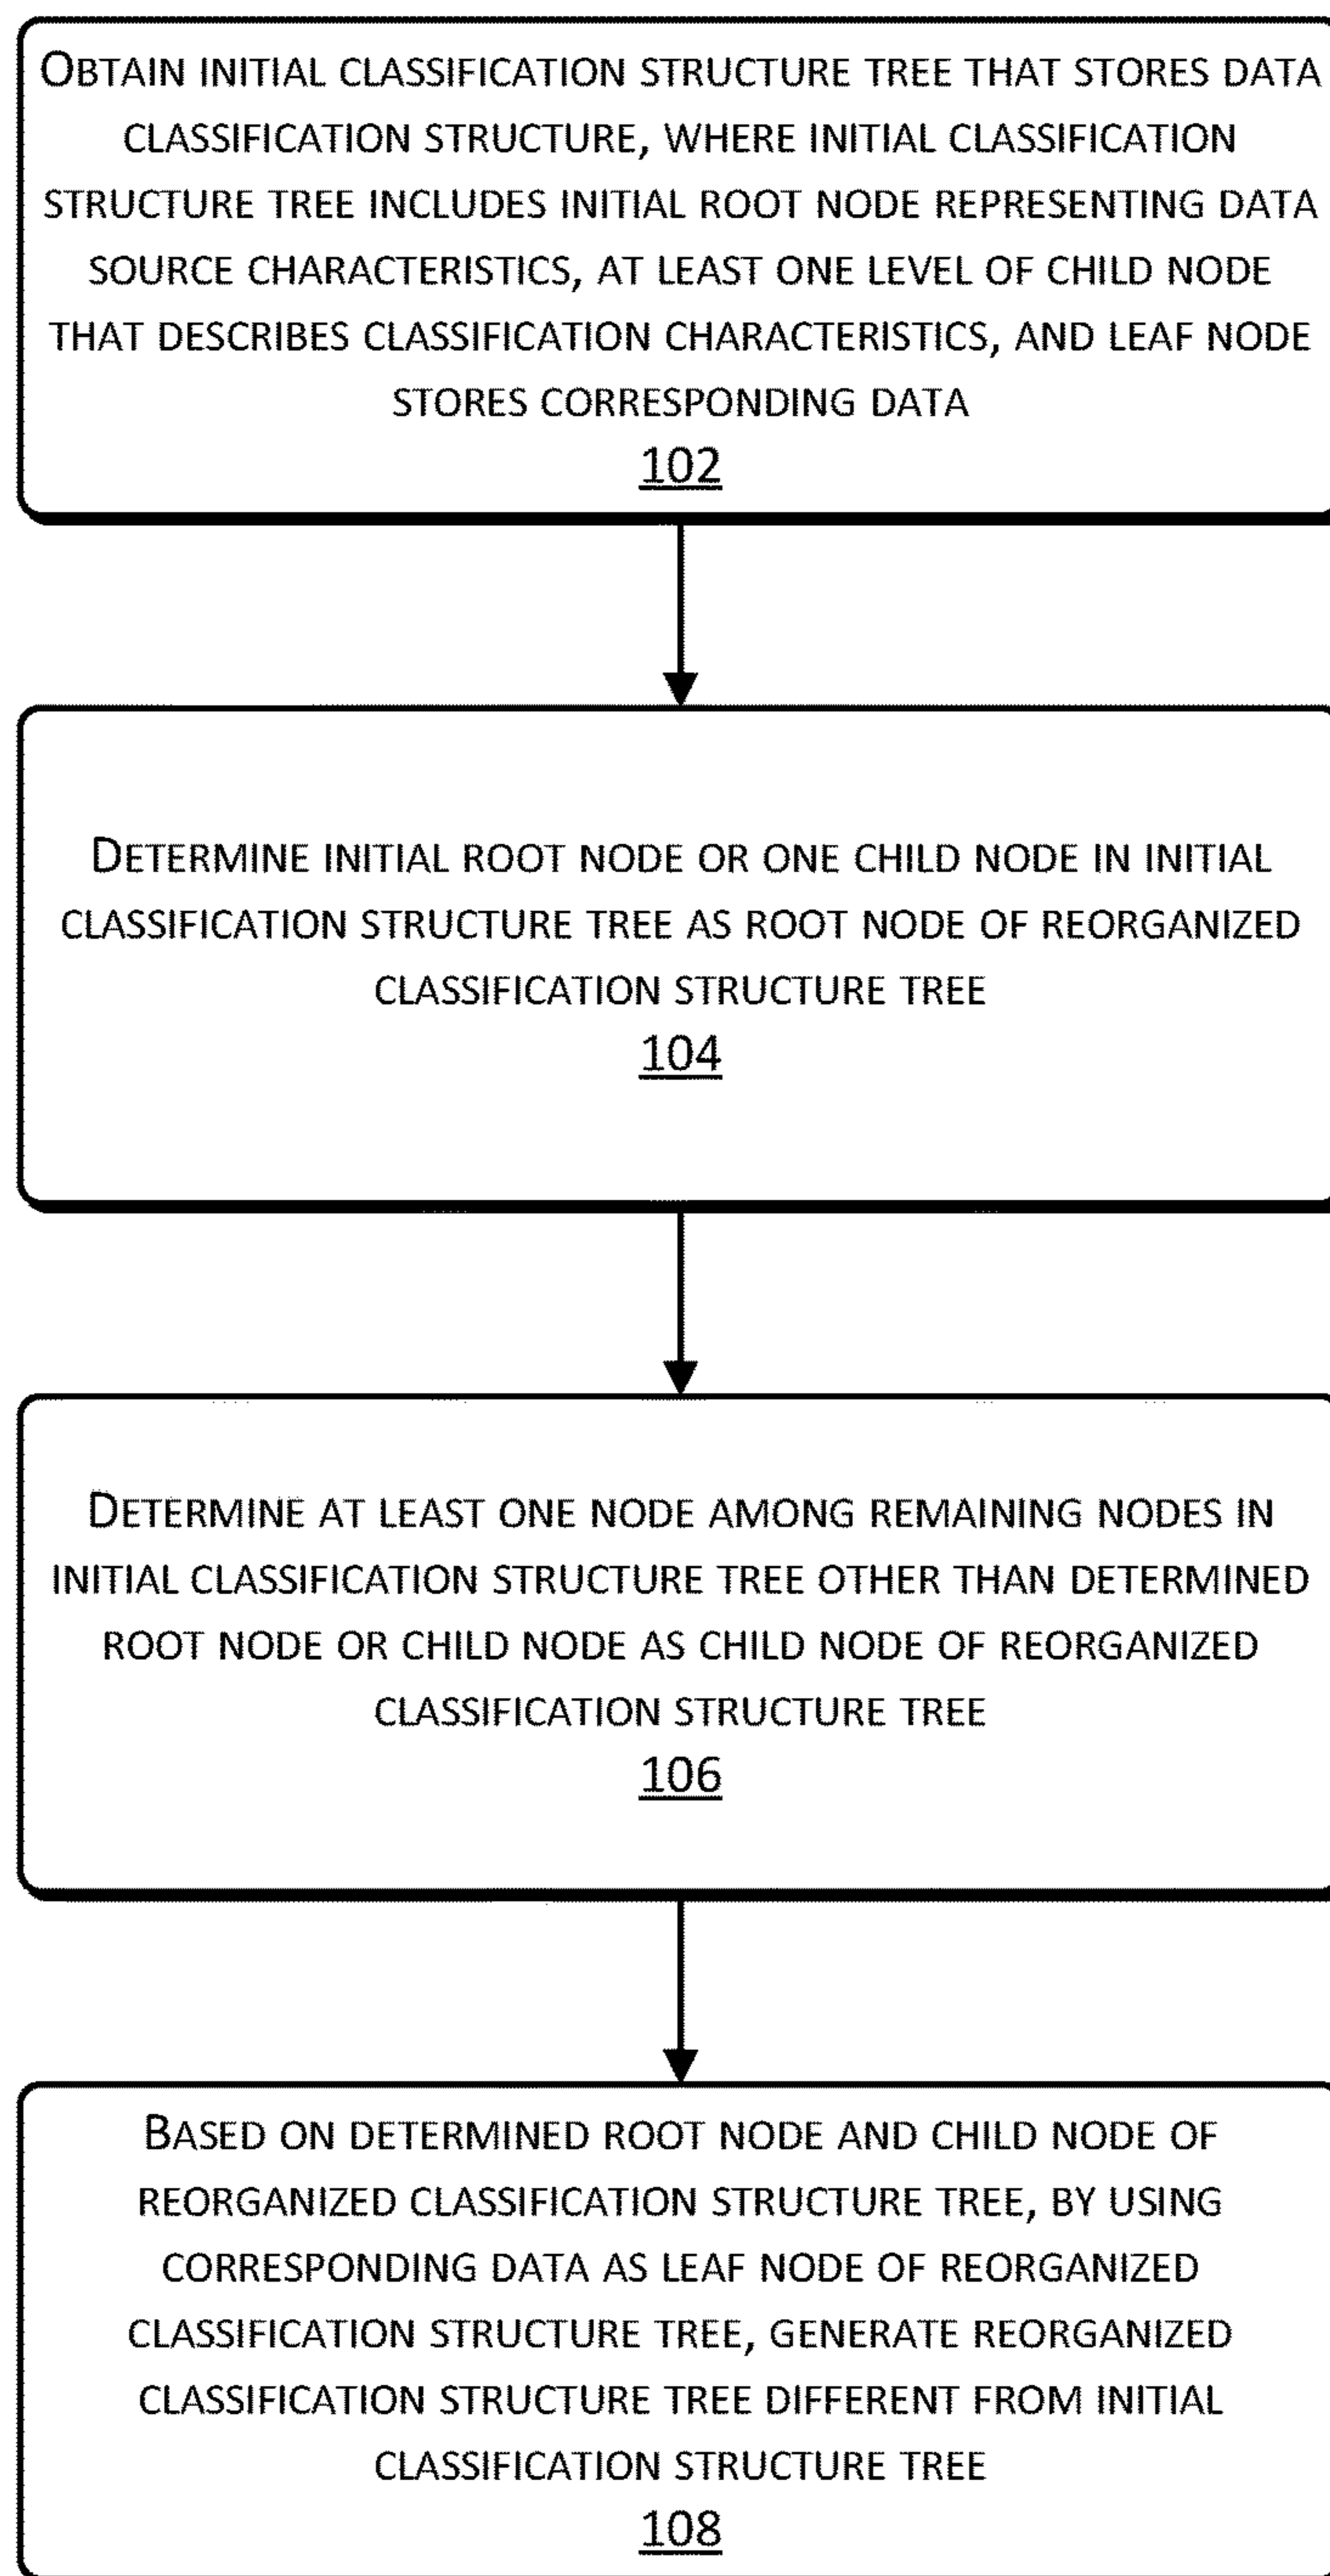 OBTAIN INITIAL CLASSIFICATION STRUCTURE TREE THAT STORES DATA
CLASSIFICATION STRUCTURE, WHERE INITIAL CLASSIFICATION
STRUCTURE TREE INCLUDES INITIAL ROOT NODE REPRESENTING DATA
SOURCE CHARACTERISTICS, AT LEAST ONE LEVEL OF CHILD NODE
THAT DESCRIBES CLASSIFICATION CHARACTERISTICS, AND LEAF NODE
STORES CORRESPONDING DATA
102
DETERMINE INITIAL ROOT NODE OR ONE CHILD NODE IN INITIAL
CLASSIFICATION STRUCTURE TREE AS ROOT NODE OF REORGANIZED
CLASSIFICATION STRUCTURE TREE
104
DETERMINE AT LEAST ONE NODE AMONG REMAINING NODES IN
INITIAL CLASSIFICATION STRUCTURE TREE OTHER THAN DETERMINED
ROOT NODE OR CHILD NODE AS CHILD NODE OF REORGANIZED
CLASSIFICATION STRUCTURE TREE
106
BASED ON DETERMINED ROOT NODE AND CHILD NODE OF
REORGANIZED CLASSIFICATION STRUCTURE TREE, BY USING
CORRESPONDING DATA AS LEAF NODE OF REORGANIZED
CLASSIFICATION STRUCTURE TREE, GENERATE REORGANIZED
CLASSIFICATION STRUCTURE TREE DIFFERENT FROM INITIAL
CLASSIFICATION STRUCTURE TREE
108